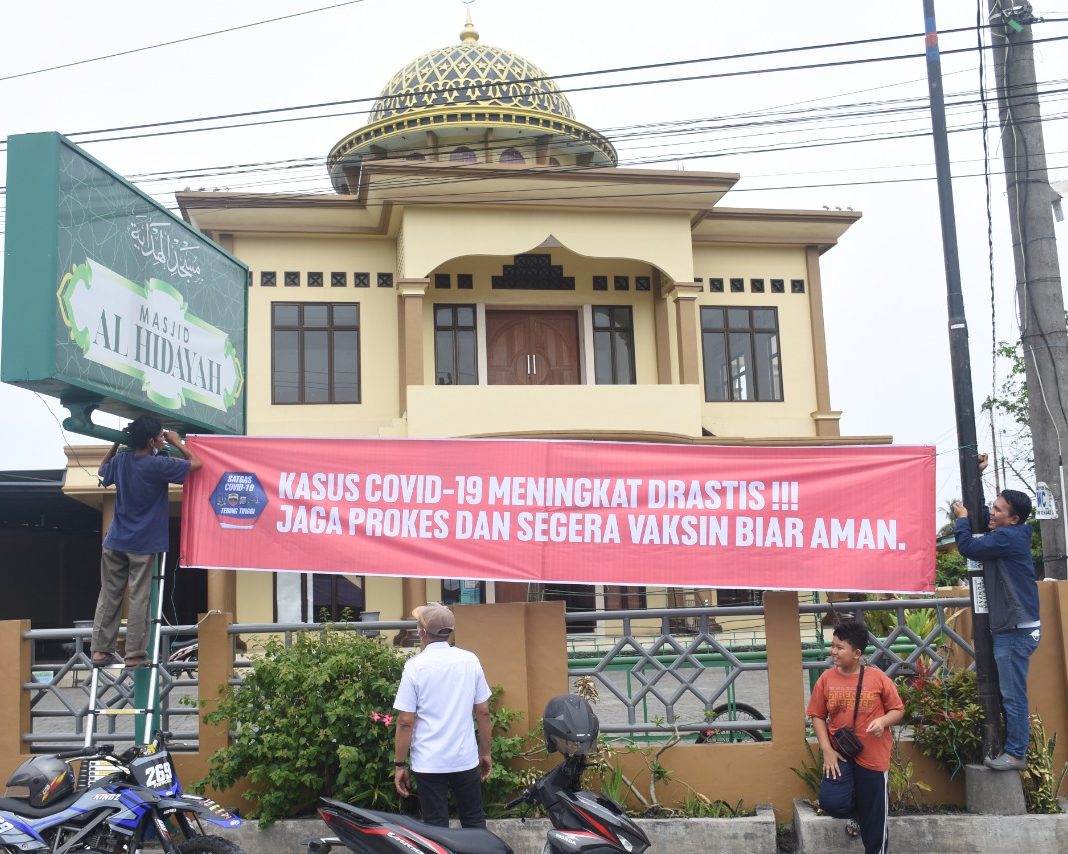 مسجد الهداية
MASJID
AL HIDAYAH
SATGAS
COVID-19
TEBING TINGGI
KASUS COVID-19 MENINGKAT DRASTIS !!!
JAGA PROKES DAN SEGERA VAKSIN BIAR AMAN.
269
WC